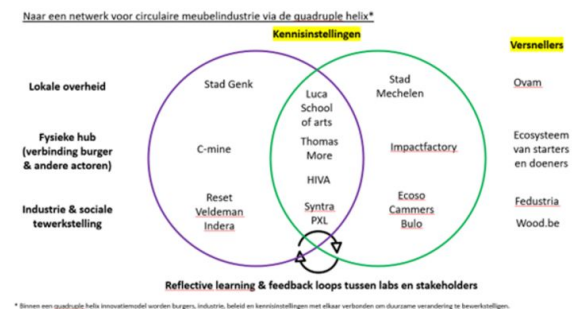 Naar een netwerk voor circulaire meubelindustrie via de quadruple helix*
Kennisinstellingen
Versnellers
Lokale overheid
Stad Genk
Luca
School
of arts
Stad
Mechelen
Ovam
Fysieke hub
(verbinding burger
& andere actoren)
C-mine
Thomas
More
HIVA
Impactfactory
Ecosysteem
van starters
en doeners
Industrie & sociale
tewerkstelling
Reset
Veldeman
Indera
Syntra
PXL
Ecoso
Cammers
Bulo
Fedustria
Wood.be
Reflective learning & feedback loops tussen labs en stakeholders
* Binnen een quadruple helix innovatiemodel worden burgers, industrie, beleid en kennisinstellingen met elkaar verbonden om duurzame verandering te bewerkstelligen.